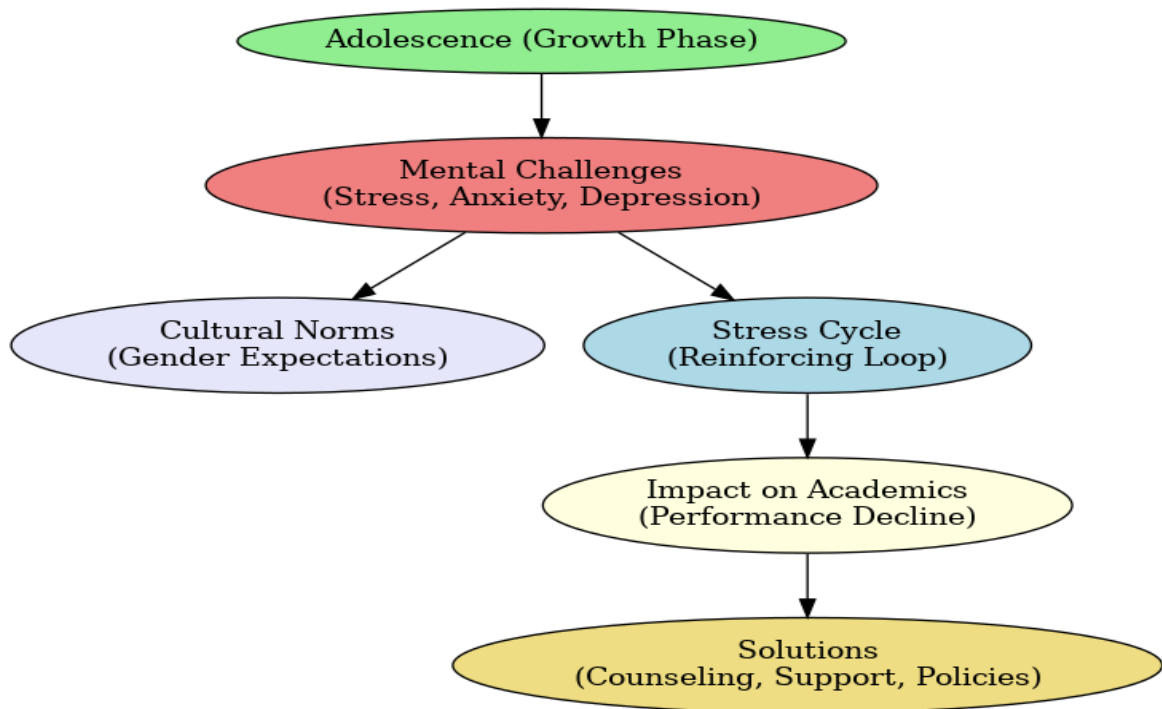 Adolescence (Growth Phase)
Mental Challenges
(Stress, Anxiety, Depression)
Cultural Norms
(Gender Expectations)
Stress Cycle
(Reinforcing Loop)
Impact on Academics
(Performance Decline)
Solutions
(Counseling, Support, Policies)